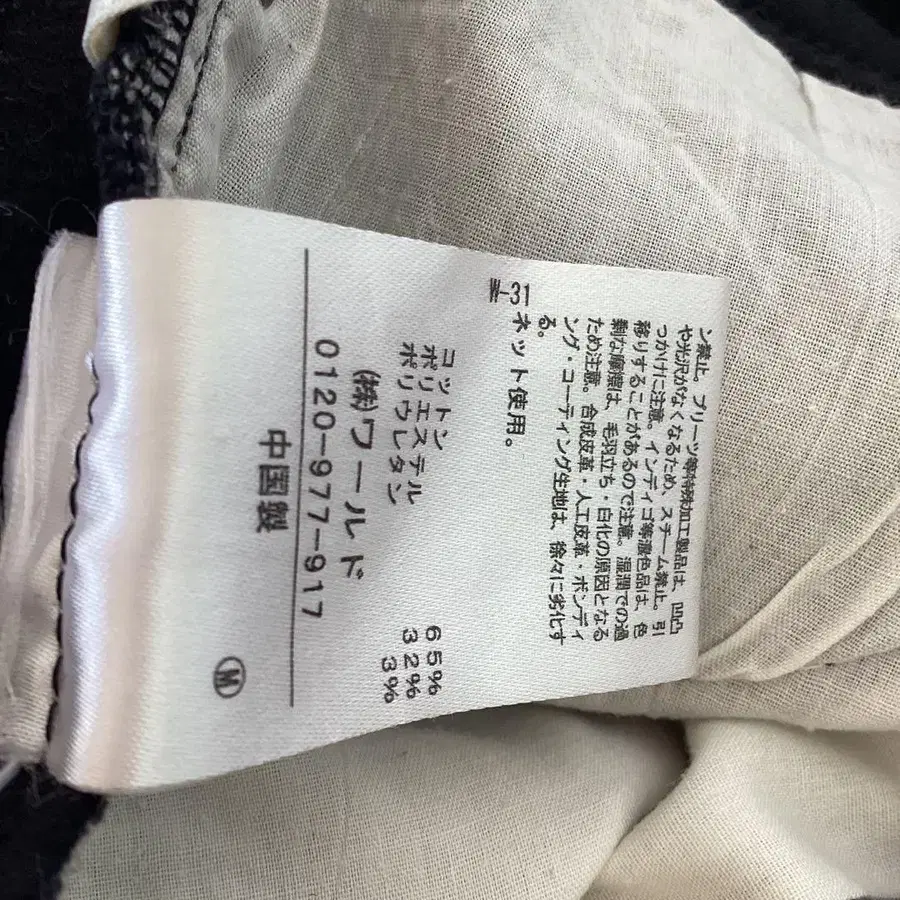 ン禁止。プリーツ等特殊加工製品は、凹凸
や光沢がなくなるため、スチーム禁止。引
っかけに注意。インディゴ等濃色品は、色
移りすることがあるので注意。湿潤での過
剰な摩擦は、毛羽立ち・白化の原因となる
ため注意。合成皮革・人工皮革・ボンディ
ング・コーティング生地は、徐々に劣化す
る。
ネット使用。
-31
コットン 65%
ポリエステル 32%
ポリウレタン 3%
(株)ワールド
0120-977-917
中国製
M